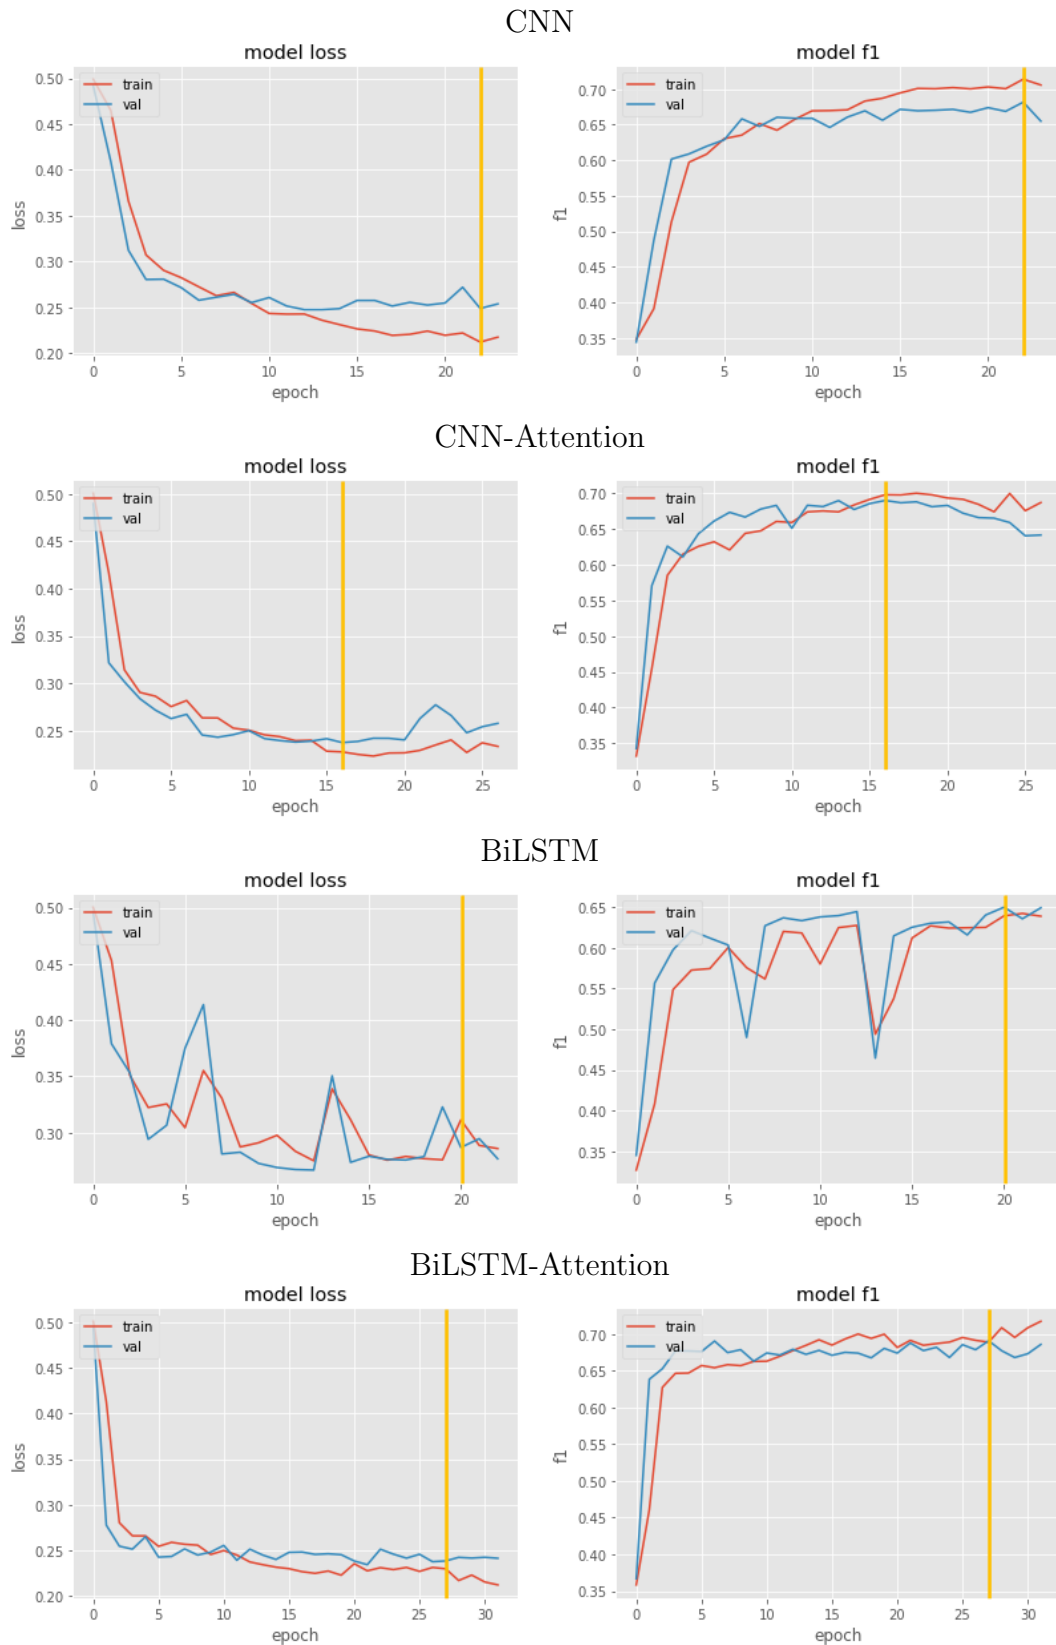 CNN
model loss
train
val
0.50
0.45
0.40
0.35
0.30
0.25
0.20
loss
0 5 10 15 20
epoch
model f1
train
val
0.70
0.65
0.60
0.55
0.50
0.45
0.40
0.35
f1
0 5 10 15 20
epoch
CNN-Attention
model loss
train
val
0.50
0.45
0.40
0.35
0.30
0.25
loss
0 5 10 15 20 25
epoch
model f1
train
val
0.70
0.65
0.60
0.55
0.50
0.45
0.40
0.35
f1
0 5 10 15 20 25
epoch
BiLSTM
model loss
train
val
0.50
0.45
0.40
0.35
0.30
loss
0 5 10 15 20
epoch
model f1
train
val
0.65
0.60
0.55
0.50
0.45
0.40
0.35
f1
0 5 10 15 20
epoch
BiLSTM-Attention
model loss
train
val
0.50
0.45
0.40
0.35
0.30
0.25
0.20
loss
0 5 10 15 20 25 30
epoch
model f1
train
val
0.70
0.65
0.60
0.55
0.50
0.45
0.40
0.35
f1
0 5 10 15 20 25 30
epoch